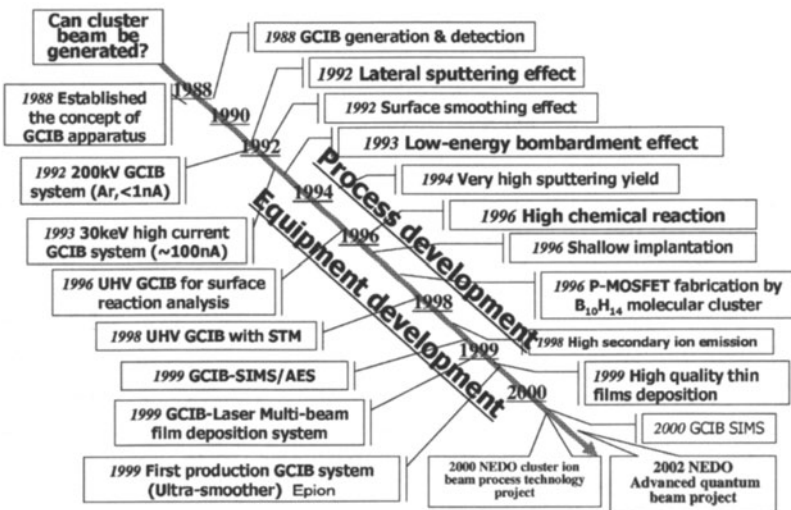 Can cluster
beam be
generated?
1988 GCIB generation & detection
1988
1992 Lateral sputtering effect
1988 Established
the concept of
GCIB apparatus
1990
1992 Surface smoothing effect
1992
1993 Low-energy bombardment effect
1992 200kV GCIB
system (Ar,<1nA)
Process development
1994 Very high sputtering yield
1994
1996 High chemical reaction
1993 30keV high current
GCIB system (~100nA)
Equipment development
1996
1996 Shallow implantation
1996 UHV GCIB for surface
reaction analysis
1996 P-MOSFET fabrication by
B₁₀H₁₄ molecular cluster
1998
1998 UHV GCIB with STM
1998 High secondary ion emission
1999
1999 GCIB-SIMS/AES
1999 High quality thin
films deposition
2000
1999 GCIB-Laser Multi-beam
film deposition system
2000 GCIB SIMS
1999 First production GCIB system
(Ultra-smoother) Epion
2000 NEDO cluster ion
beam process technology
project
2002 NEDO
Advanced quantum
beam project